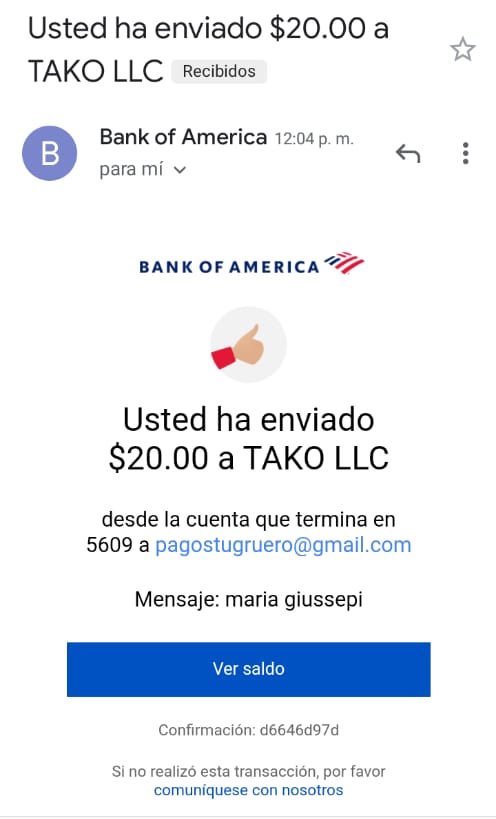 Usted ha enviado $20.00 a
TAKO LLC Recibidos
B
Bank of America 12:04 p. m.
para mí
BANK OF AMERICA
Usted ha enviado
$20.00 a TAKO LLC
desde la cuenta que termina en
5609 a pagostugruero@gmail.com
Mensaje: maria giussepi
Ver saldo
Confirmación: d6646d97d
Si no realizó esta transacción, por favor
comuníquese con nosotros